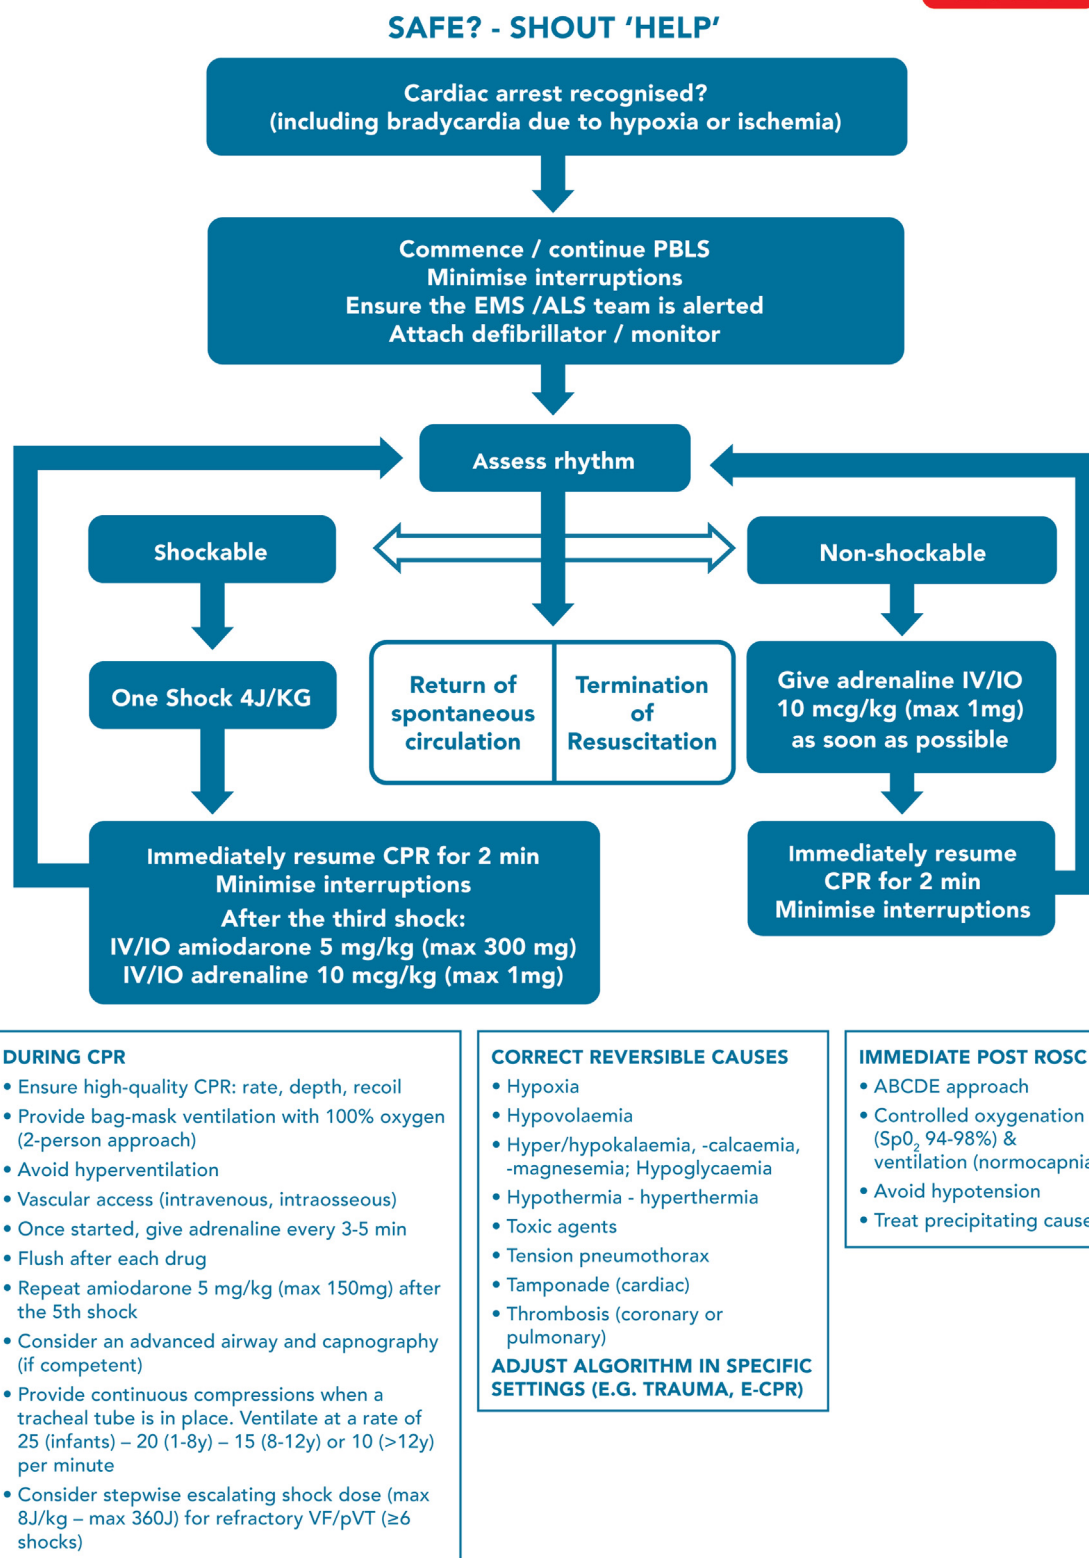 SAFE? - SHOUT 'HELP'
Cardiac arrest recognised?
(including bradycardia due to hypoxia or ischemia)
Commence / continue PBLS
Minimise interruptions
Ensure the EMS /ALS team is alerted
Attach defibrillator / monitor
Assess rhythm
Shockable
Non-shockable
One Shock 4J/KG
Return of
spontaneous
circulation
Termination
of
Resuscitation
Give adrenaline IV/IO
10 mcg/kg (max 1mg)
as soon as possible
Immediately resume CPR for 2 min
Minimise interruptions
After the third shock:
IV/IO amiodarone 5 mg/kg (max 300 mg)
IV/IO adrenaline 10 mcg/kg (max 1mg)
Immediately resume
CPR for 2 min
Minimise interruptions
DURING CPR
• Ensure high-quality CPR: rate, depth, recoil
• Provide bag-mask ventilation with 100% oxygen
(2-person approach)
• Avoid hyperventilation
• Vascular access (intravenous, intraosseous)
• Once started, give adrenaline every 3-5 min
• Flush after each drug
• Repeat amiodarone 5 mg/kg (max 150mg) after
the 5th shock
• Consider an advanced airway and capnography
(if competent)
• Provide continuous compressions when a
tracheal tube is in place. Ventilate at a rate of
25 (infants) – 20 (1-8y) – 15 (8-12y) or 10 (>12y)
per minute
• Consider stepwise escalating shock dose (max
8J/kg – max 360J) for refractory VF/pVT (≥6
shocks)
CORRECT REVERSIBLE CAUSES
• Hypoxia
• Hypovolaemia
• Hyper/hypokalaemia, -calcaemia,
-magnesemia; Hypoglycaemia
• Hypothermia - hyperthermia
• Toxic agents
• Tension pneumothorax
• Tamponade (cardiac)
• Thrombosis (coronary or
pulmonary)
ADJUST ALGORITHM IN SPECIFIC
SETTINGS (E.G. TRAUMA, E-CPR)
IMMEDIATE POST ROSC
• ABCDE approach
• Controlled oxygenation
(Sp0₂ 94-98%) &
ventilation (normocapnia
• Avoid hypotension
• Treat precipitating cause